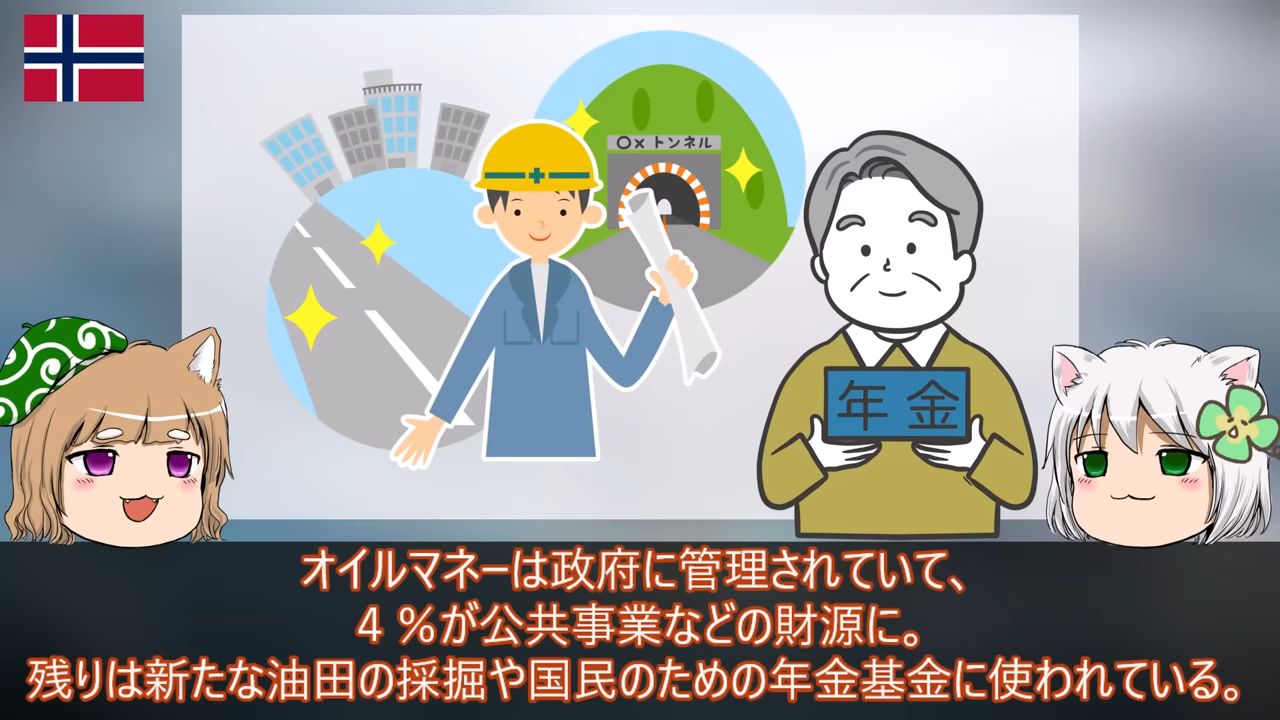 〇× トンネル
年金
オイルマネーは政府に管理されていて、
４％が公共事業などの財源に。
残りは新たな油田の採掘や国民のための年金基金に使われている。